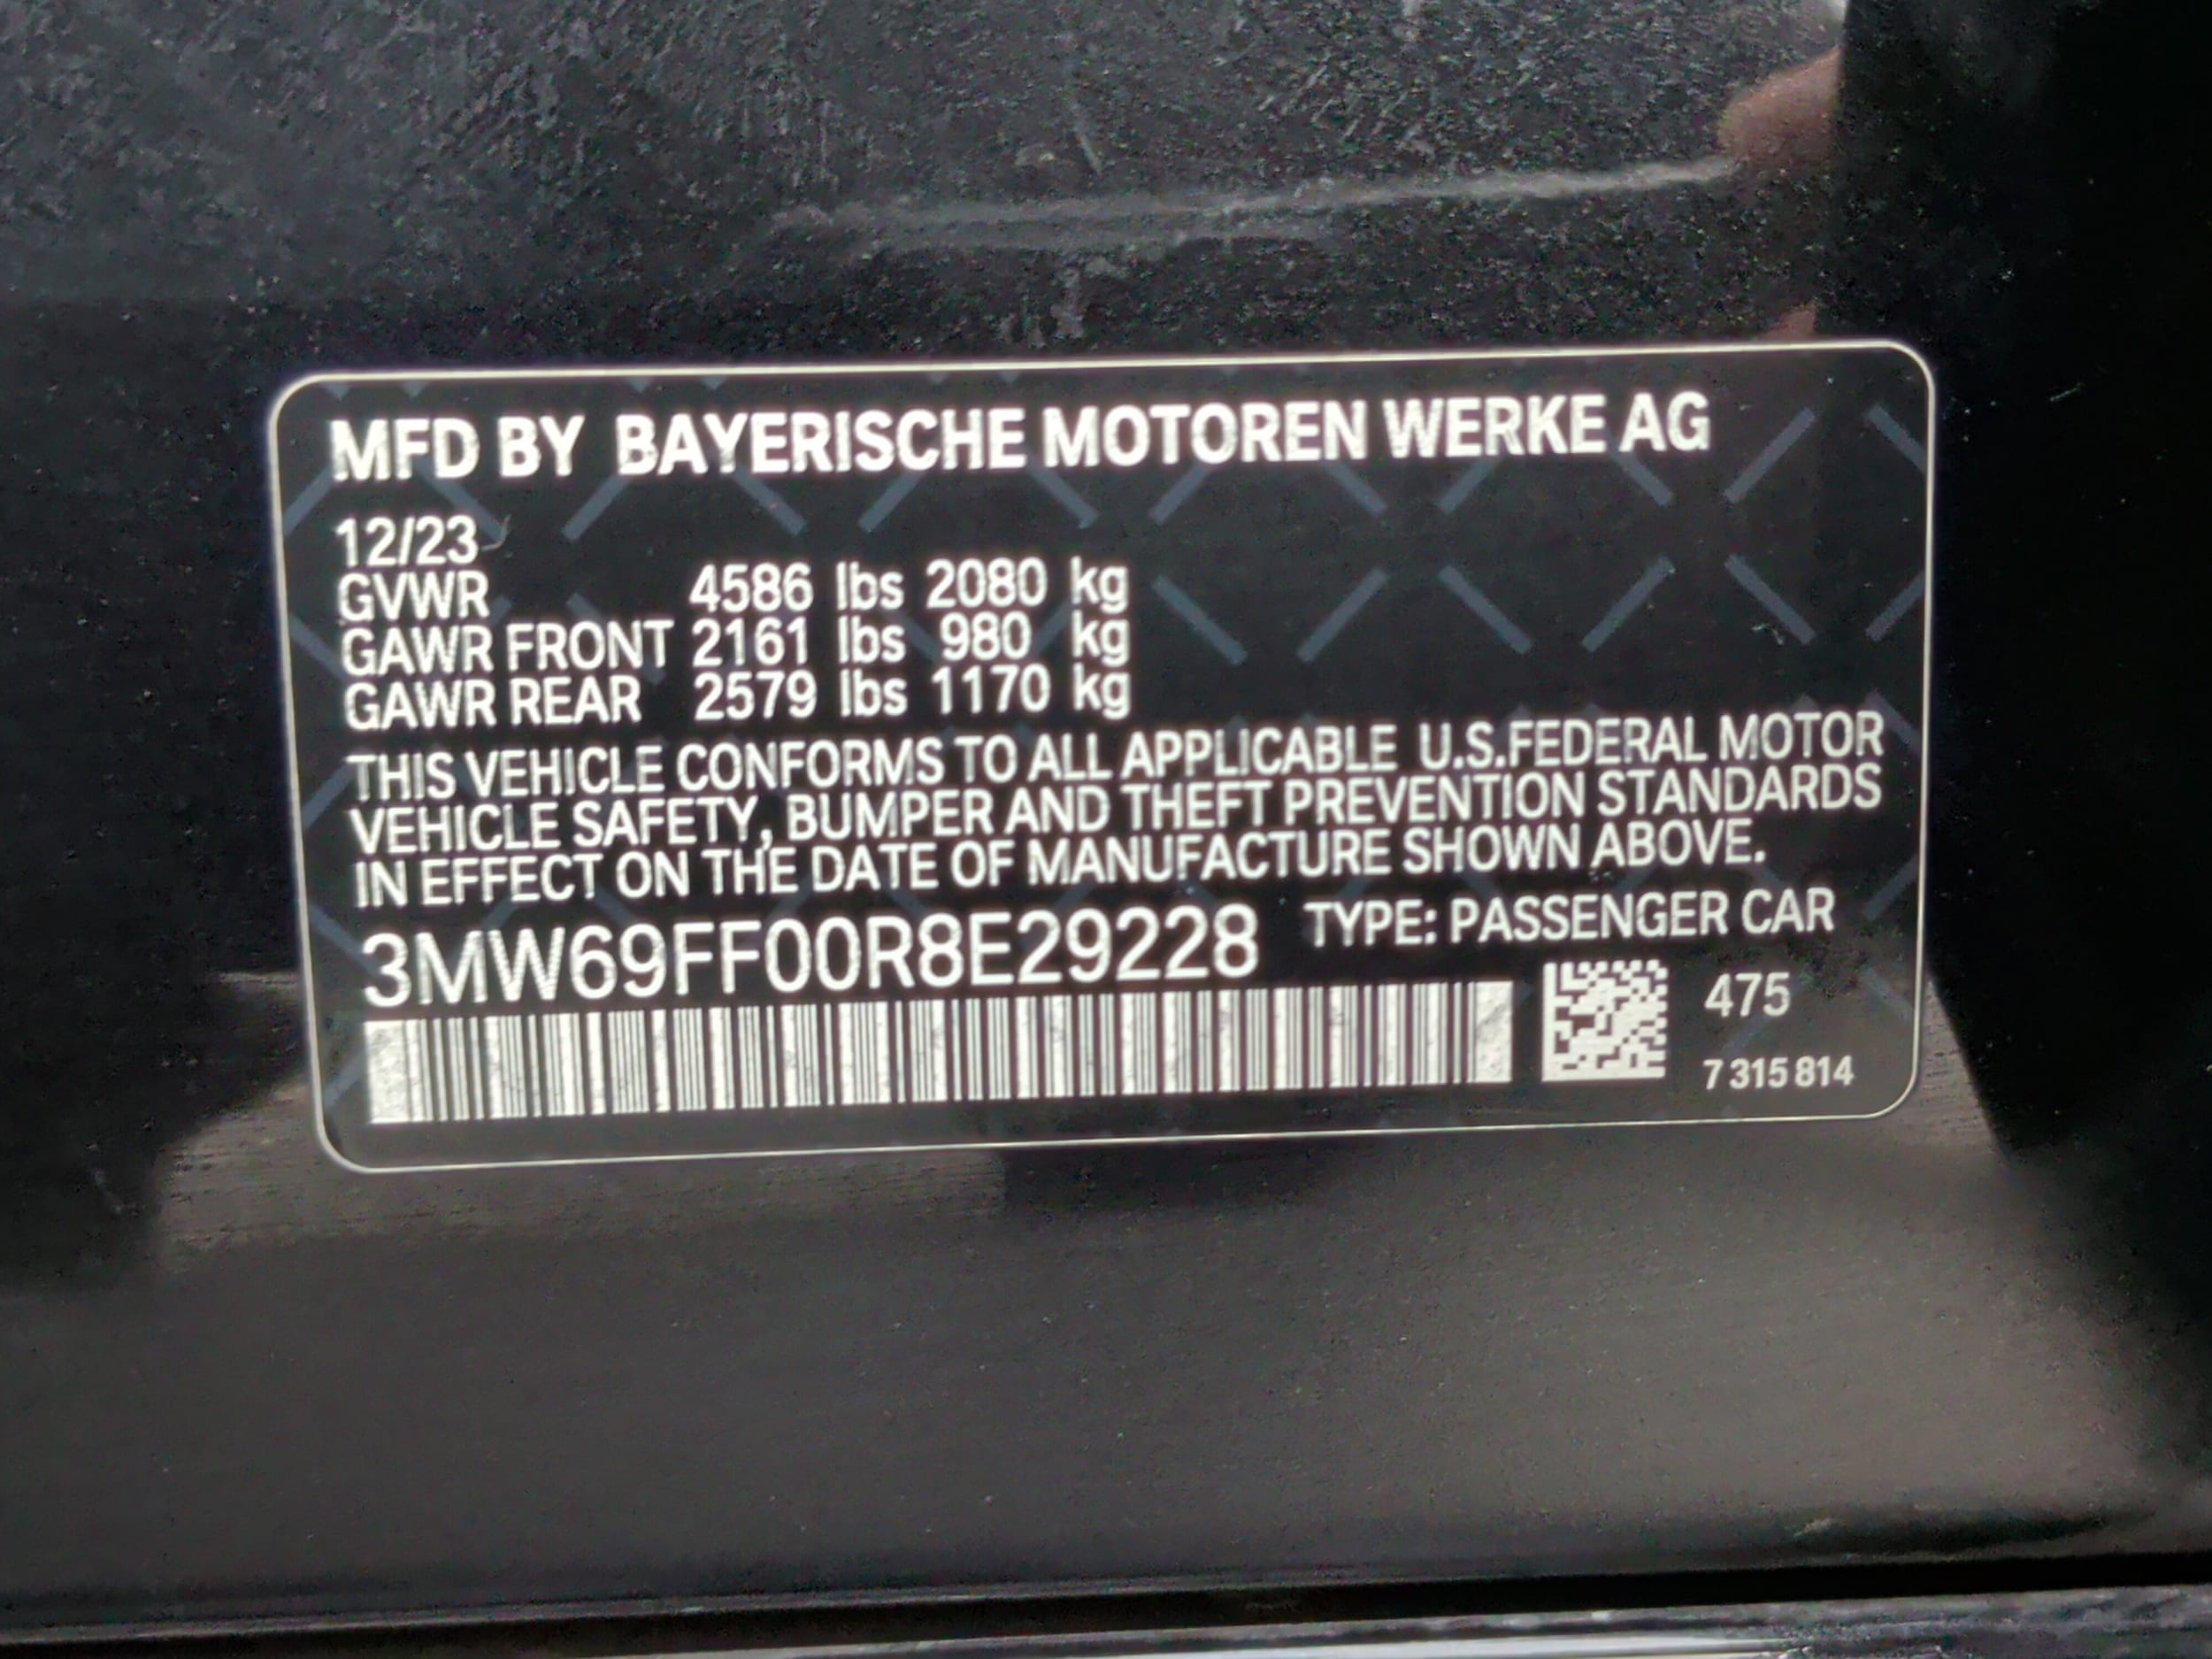 MFD BY BAYERISCHE MOTOREN WERKE AG
12/23
GVWR 4586 lbs 2080 kg
GAWR FRONT 2161 lbs 980 kg
GAWR REAR 2579 lbs 1170 kg
THIS VEHICLE CONFORMS TO ALL APPLICABLE U.S.FEDERAL MOTOR
VEHICLE SAFETY, BUMPER AND THEFT PREVENTION STANDARDS
IN EFFECT ON THE DATE OF MANUFACTURE SHOWN ABOVE.
3MW69FF00R8E29228 TYPE: PASSENGER CAR
475
7 315 814